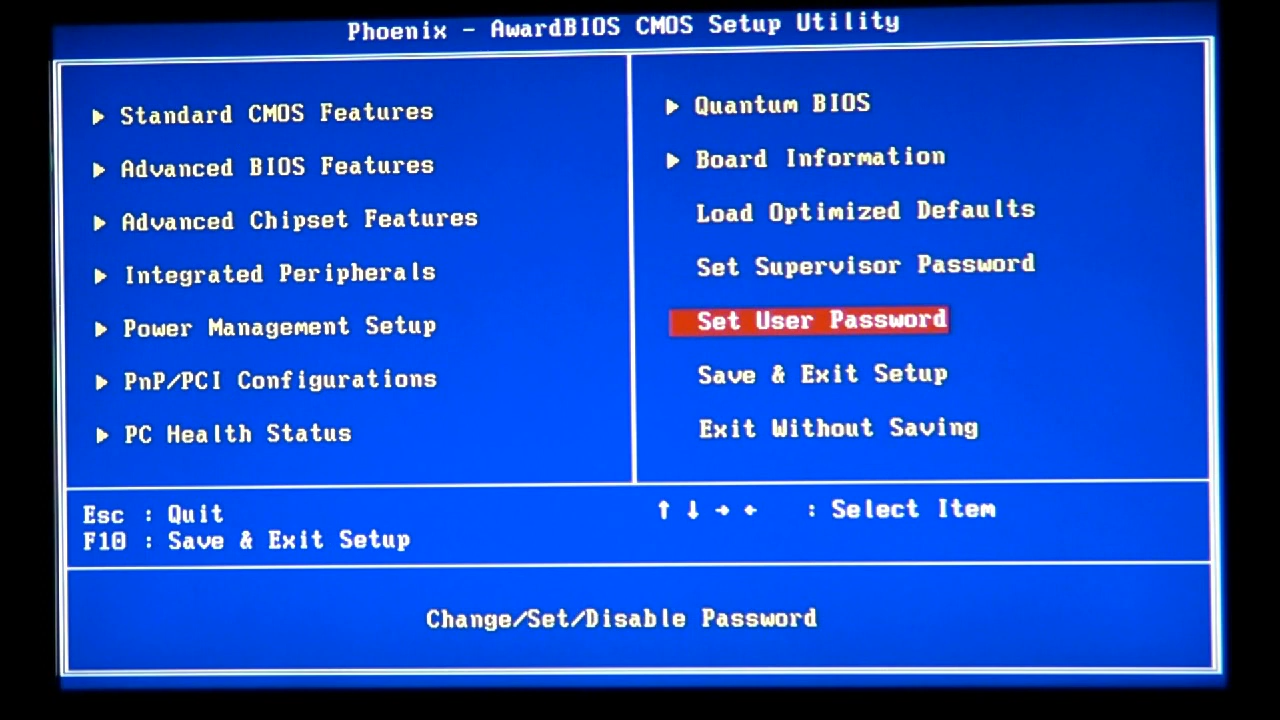 Phoenix - AwardBIOS CMOS Setup Utility
Standard CMOS Features
Advanced BIOS Features
Advanced Chipset Features
Integrated Peripherals
Power Management Setup
PnP/PCI Configurations
PC Health Status
Quantum BIOS
Board Information
Load Optimized Defaults
Set Supervisor Password
Set User Password
Save & Exit Setup
Exit Without Saving
Esc : Quit
F10 : Save & Exit Setup
↑ ↓ → ← : Select Item
Change/Set/Disable Password